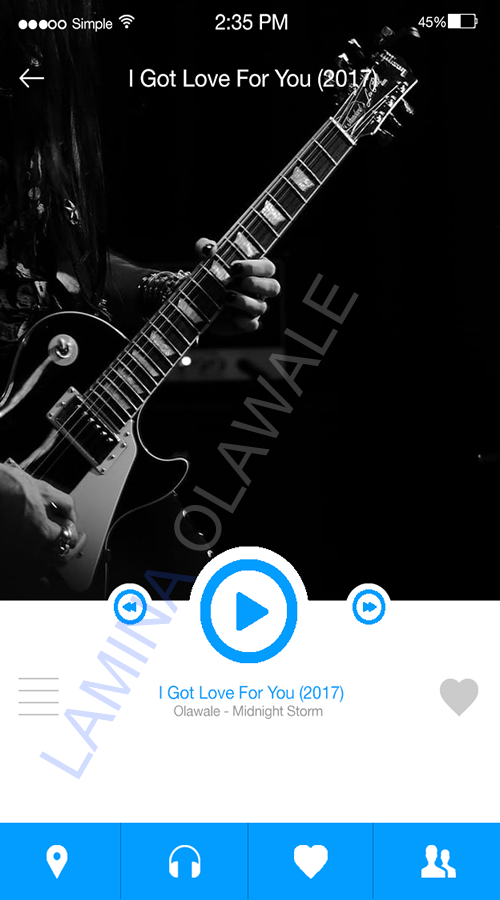 Simple 2:35 PM 45%
I Got Love For You (2017)
Gibson
LAMINA OLAWALE
I Got Love For You (2017)
Olawale - Midnight Storm